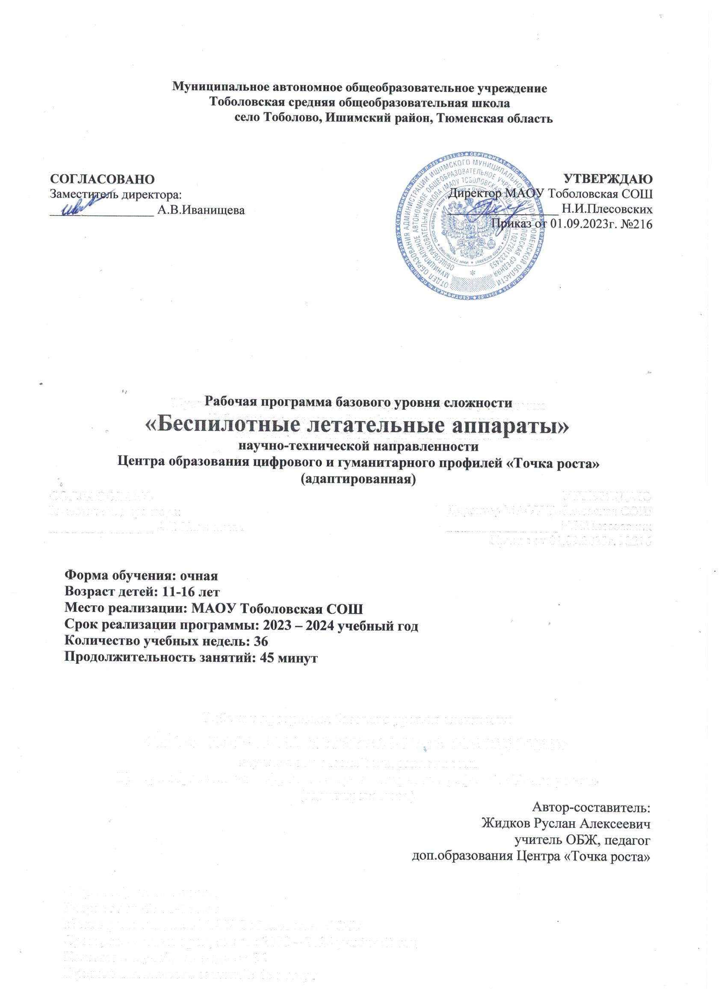 Муниципальное автономное общеобразовательное учреждение
Тоболовская средняя общеобразовательная школа
село Тоболово, Ишимский район, Тюменская область
СОГЛАСОВАНО
Заместитель директора:
А.В.Иванищева
УТВЕРЖДАЮ
Директор МАОУ Тоболовская СОШ
Н.И.Плесовских
Приказ от 01.09.2023г. №216
Рабочая программа базового уровня сложности
«Беспилотные летательные аппараты»
научно-технической направленности
Центра образования цифрового и гуманитарного профилей «Точка роста»
(адаптированная)
Форма обучения: очная
Возраст детей: 11-16 лет
Место реализации: МАОУ Тоболовская СОШ
Срок реализации программы: 2023 – 2024 учебный год
Количество учебных недель: 36
Продолжительность занятий: 45 минут
Автор-составитель:
Жидков Руслан Алексеевич
учитель ОБЖ, педагог
доп.образования Центра «Точка роста»